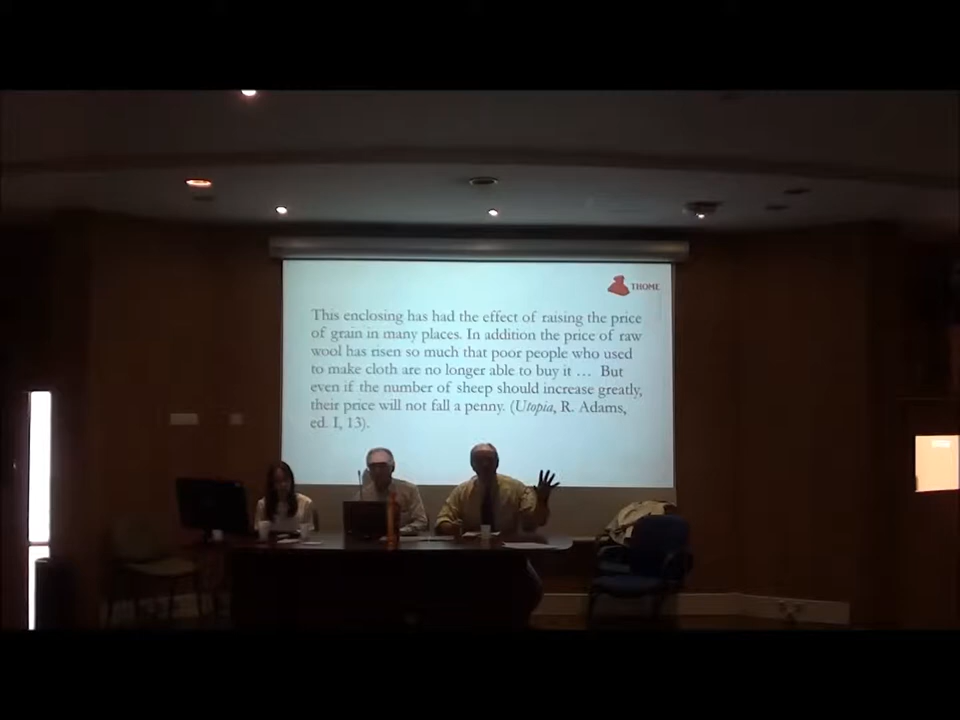 THOME
This enclosing has had the effect of raising the price
of grain in many places. In addition the price of raw
wool has risen so much that poor people who used
to make cloth are no longer able to buy it … But
even if the number of sheep should increase greatly,
their price will not fall a penny. (Utopia, R. Adams,
ed. I, 13).